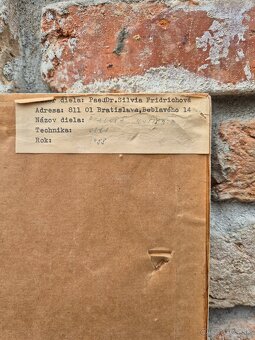 diela: PaedDr.Silvia Fridrichová
Adresa: 811 01 Bratislava,Beblavého 14
Názov diela:
Technika:
Rok: